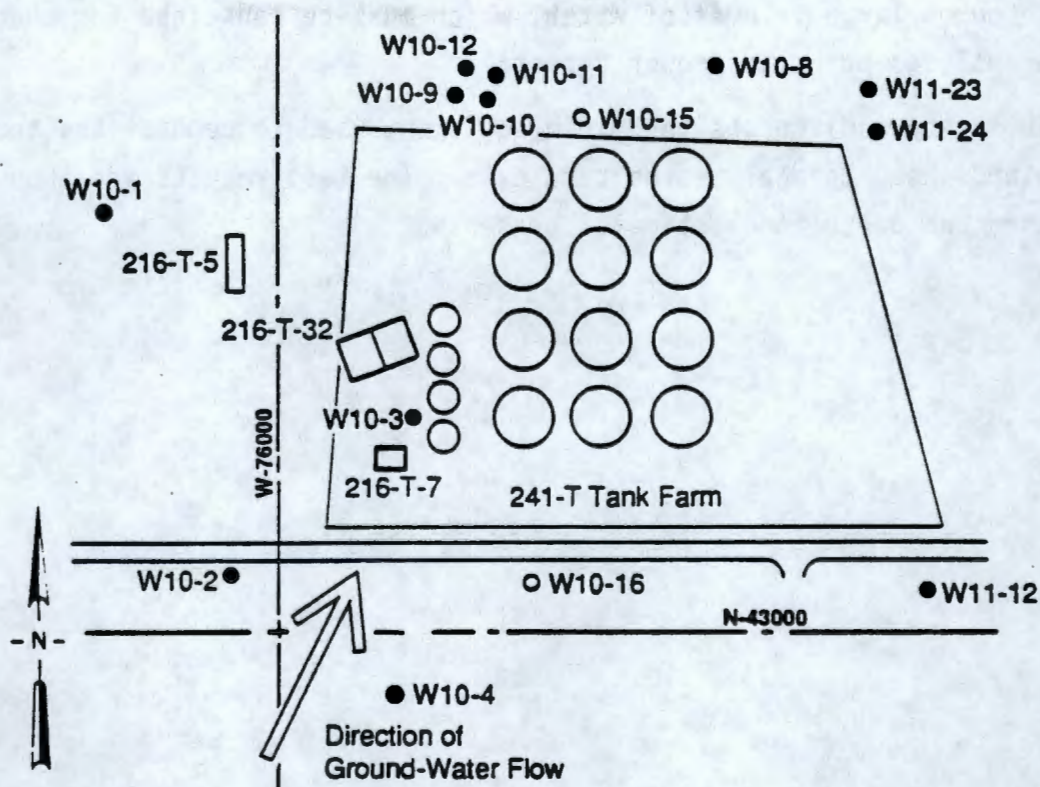 W10-12
W10-11
W10-8
W11-23
W10-9
W10-10
W10-15
W11-24
W10-1
216-T-5
216-T-32
W10-3
W-76000
216-T-7
241-T Tank Farm
W10-2
W10-16
W11-12
N-43000
- N -
W10-4
Direction of
Ground-Water Flow